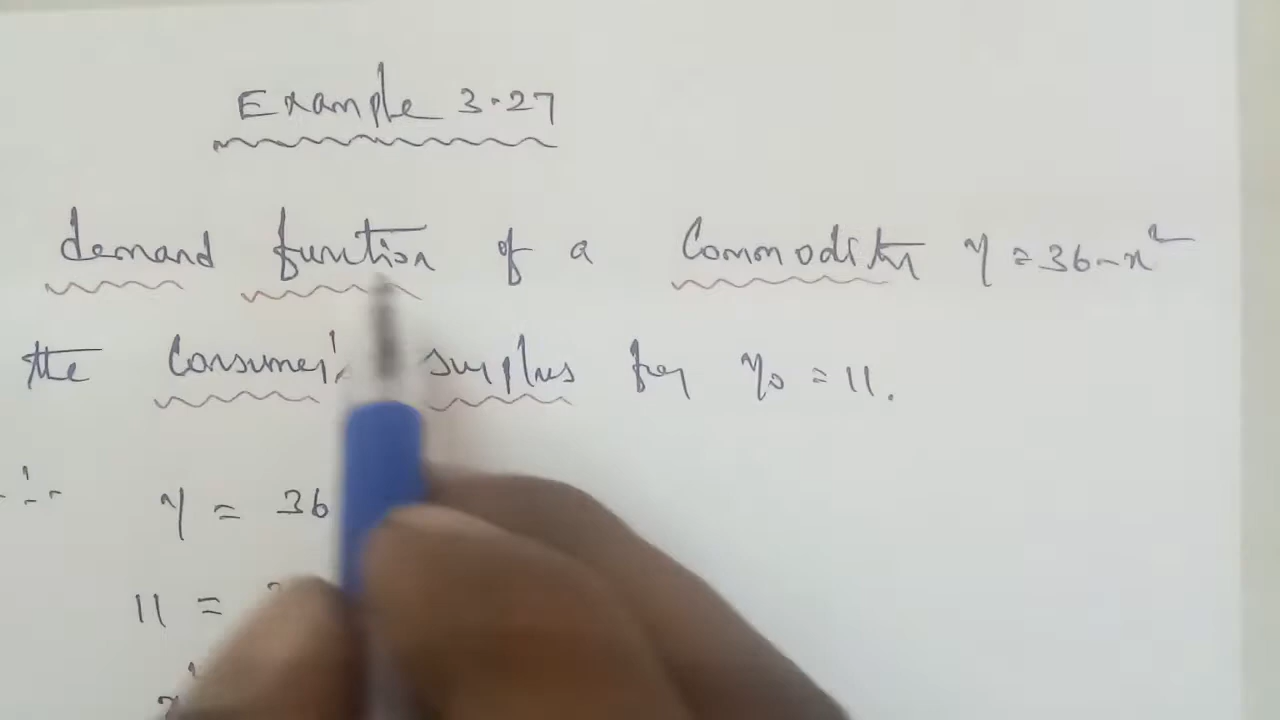 Example 3.27
demand function of a Commodity y = 36-x²
the Consumer's surplus for y₀ = 11.
y = 36
11 =